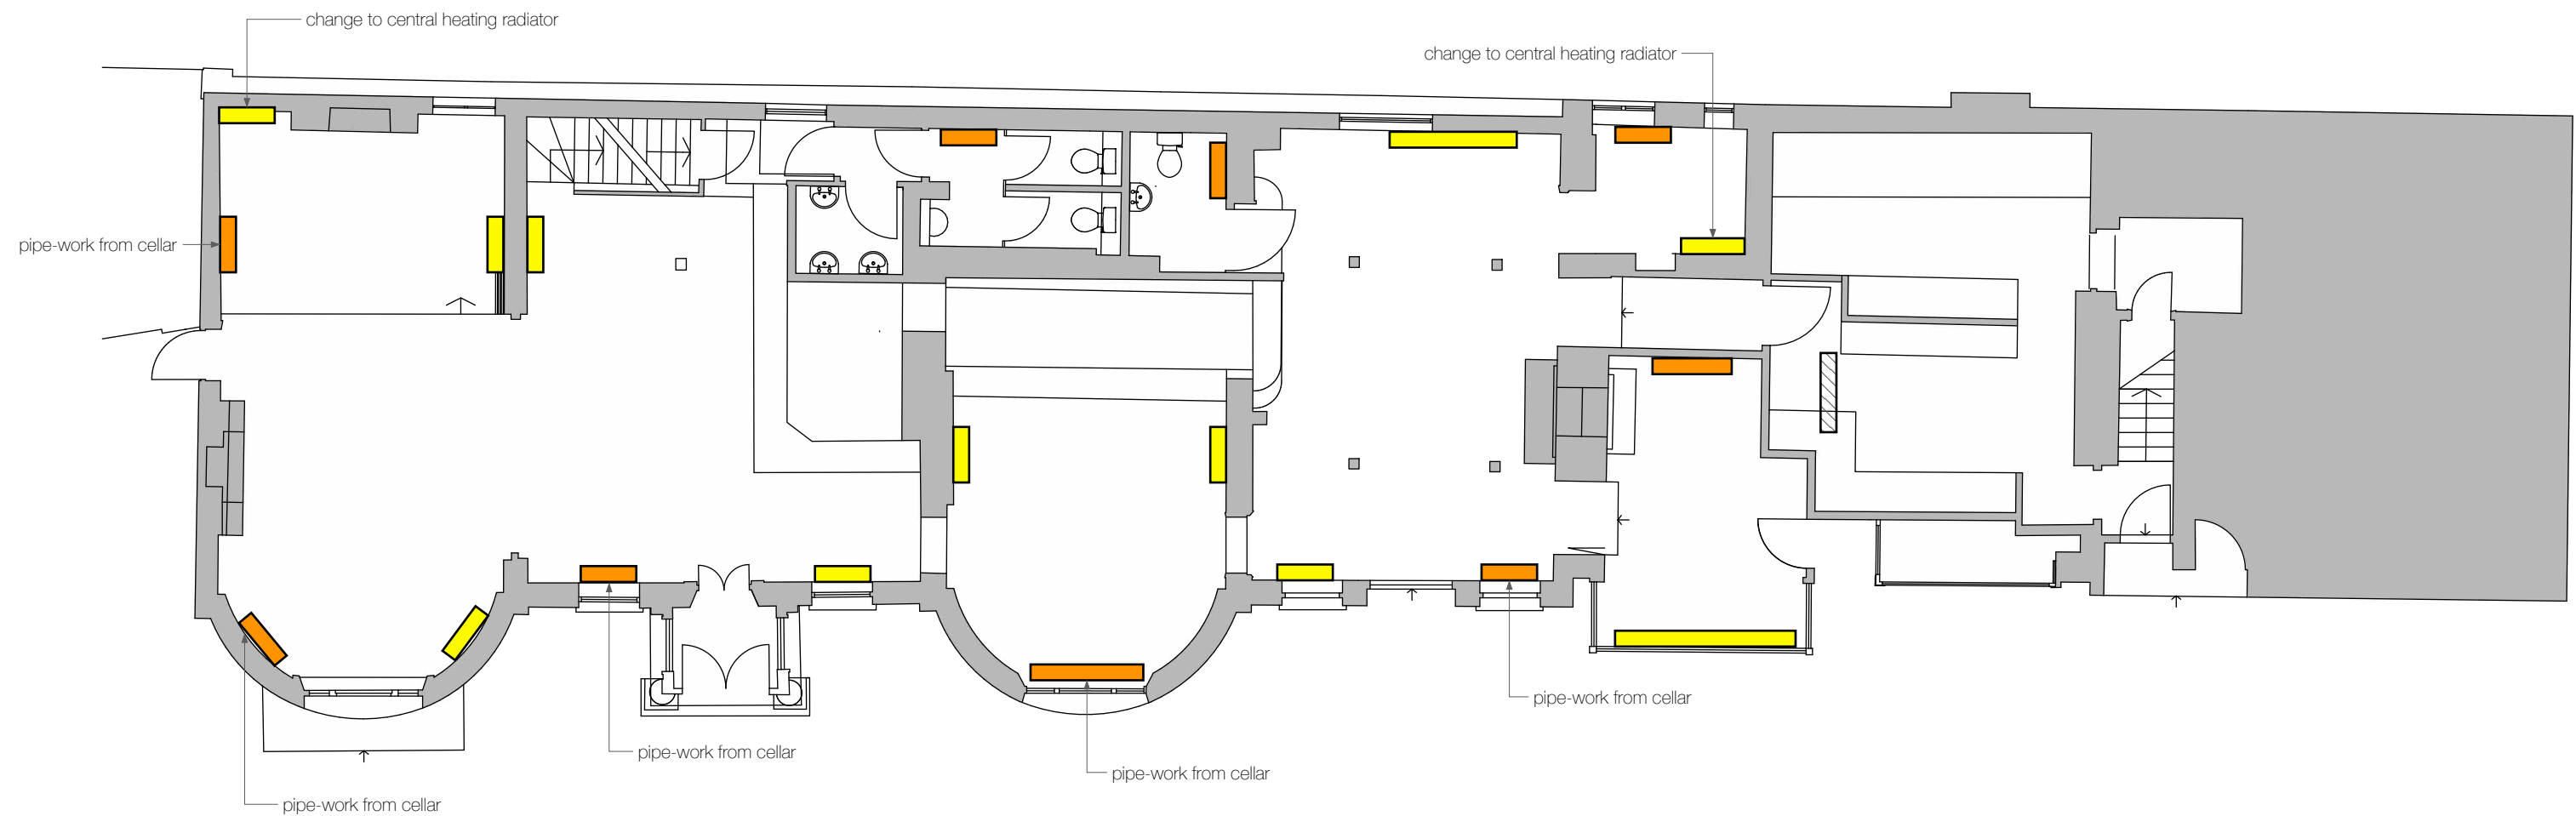 change to central heating radiator
change to central heating radiator
pipe-work from cellar
pipe-work from cellar
pipe-work from cellar
pipe-work from cellar
pipe-work from cellar